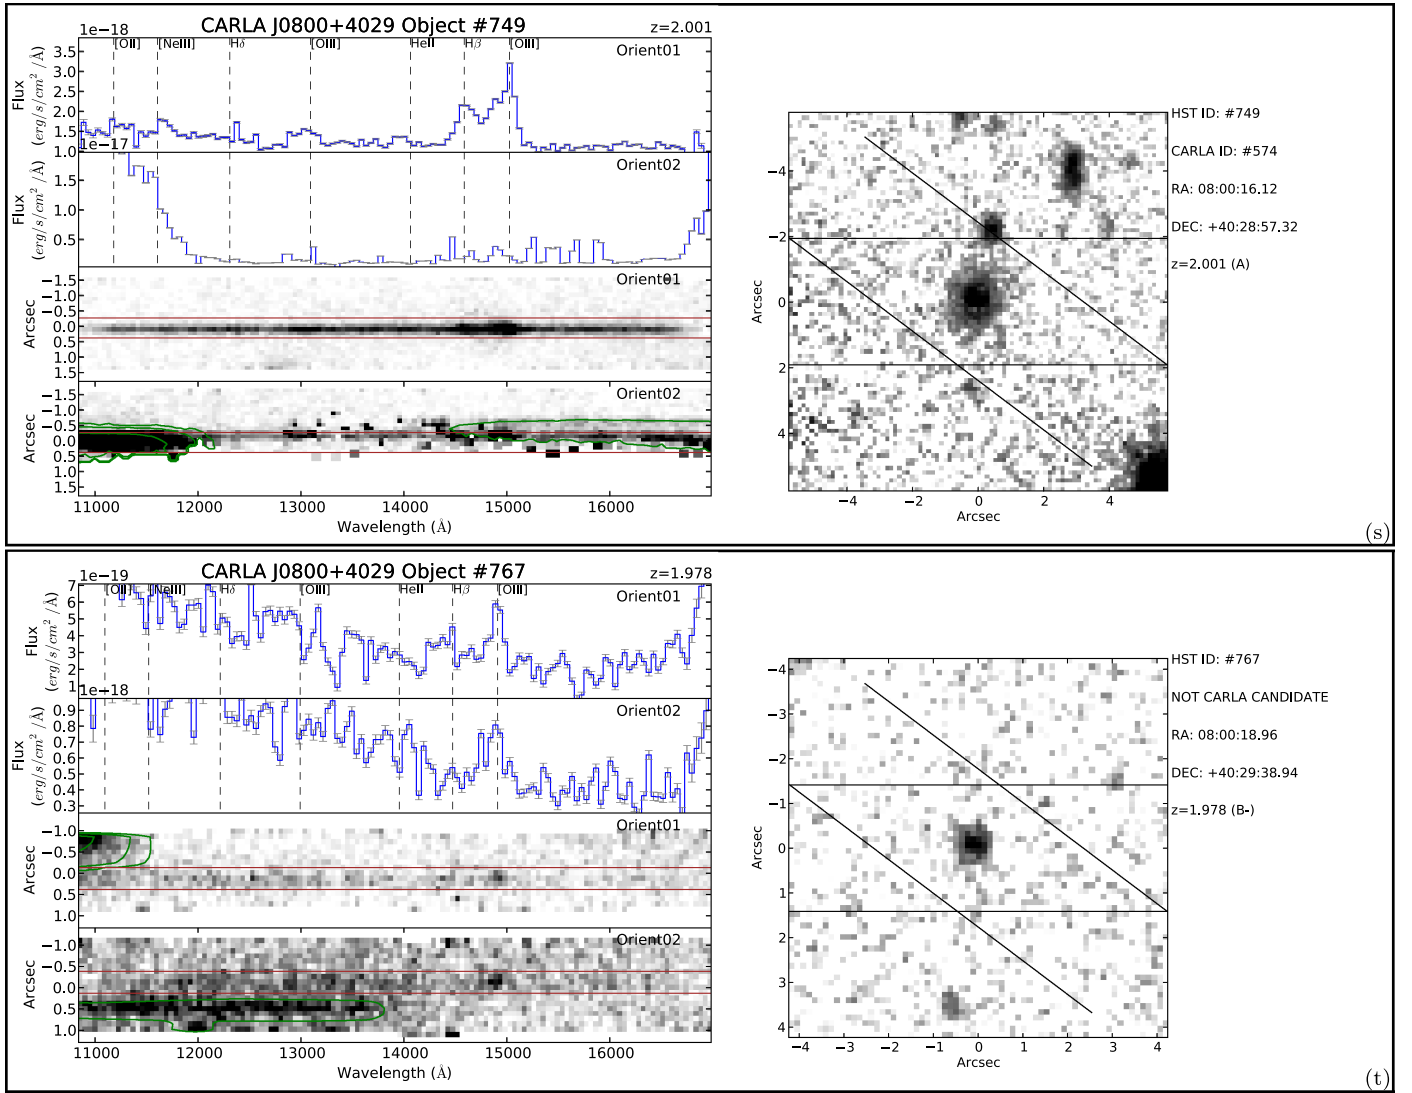 CARLA J0800+4029 Object #749
z=2.001
1e−18
[OII] [NeIII] Hδ [OIII] HeII Hβ [OIII]
Orient01
3.5
3.0
2.5
2.0
1.5
1.0
Flux
(erg/s/cm² /Å)
1e−17
Orient02
1.5
1.0
0.5
Flux
(erg/s/cm² /Å)
Orient01
−1.5
−1.0
−0.5
0.0
0.5
1.0
1.5
Arcsec
Orient02
−1.5
−1.0
−0.5
0.0
0.5
1.0
1.5
Arcsec
11000 12000 13000 14000 15000 16000
Wavelength (Å)
−4
−2
0
2
4
Arcsec
−4 −2 0 2 4
Arcsec
HST ID: #749
CARLA ID: #574
RA: 08:00:16.12
DEC: +40:28:57.32
z=2.001 (A)
(s)
CARLA J0800+4029 Object #767
z=1.978
1e−19
[OII] [NeIII] Hδ [OIII] HeII Hβ [OIII]
Orient01
7
6
5
4
3
2
1
Flux
(erg/s/cm² /Å)
1e−18
Orient02
0.9
0.8
0.7
0.6
0.5
0.4
0.3
Flux
(erg/s/cm² /Å)
Orient01
−1.0
−0.5
0.0
0.5
1.0
Arcsec
Orient02
−1.0
−0.5
0.0
0.5
1.0
Arcsec
11000 12000 13000 14000 15000 16000
Wavelength (Å)
−4
−3
−2
−1
0
1
2
3
4
Arcsec
−4 −3 −2 −1 0 1 2 3 4
Arcsec
HST ID: #767
NOT CARLA CANDIDATE
RA: 08:00:18.96
DEC: +40:29:38.94
z=1.978 (B-)
(t)